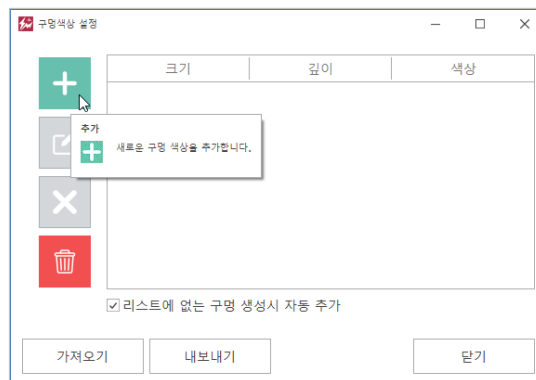 구멍색상 설정
크기 깊이 색상
추가
새로운 구멍 색상을 추가합니다.
리스트에 없는 구멍 생성시 자동 추가
가져오기 내보내기 닫기